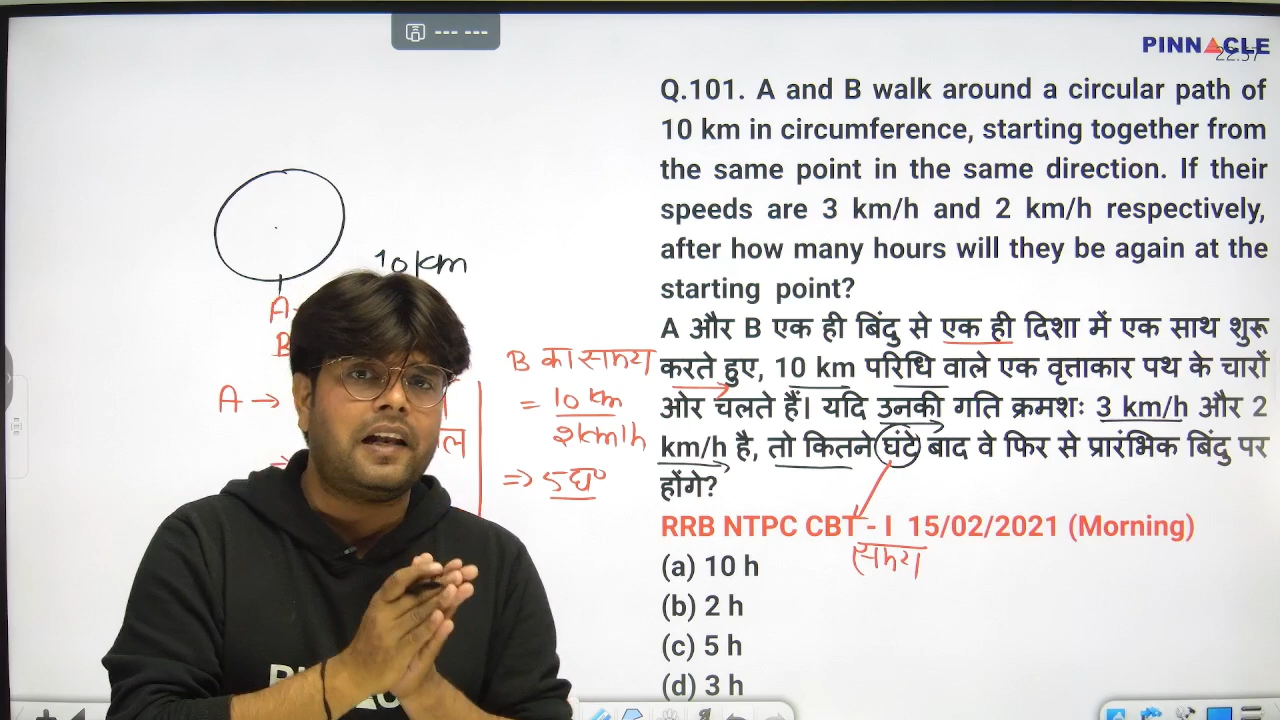 --- ---
PINNACLE
22:57
Q.101. A and B walk around a circular path of
10 km in circumference, starting together from
the same point in the same direction. If their
speeds are 3 km/h and 2 km/h respectively,
after how many hours will they be again at the
starting point?
A और B एक ही बिंदु से एक ही दिशा में एक साथ शुरू
करते हुए, 10 km परिधि वाले एक वृत्ताकार पथ के चारों
ओर चलते हैं। यदि उनकी गति क्रमशः 3 km/h और 2
km/h है, तो कितने घंटे बाद वे फिर से प्रारंभिक बिंदु पर
होंगे?
RRB NTPC CBT - I 15/02/2021 (Morning)
समय
(a) 10 h
(b) 2 h
(c) 5 h
(d) 3 h
10 km
A
B
A →
B का समय
= 10 km
2km/h
⇒ 5 घं०